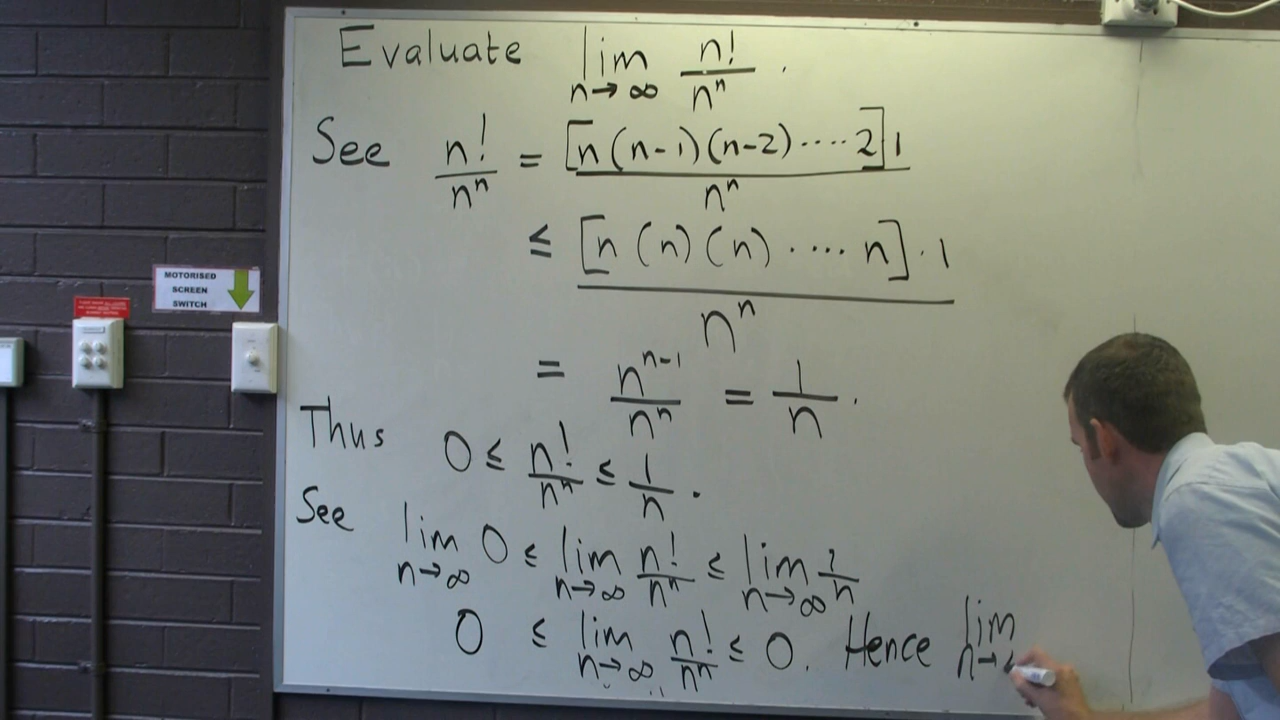 Evaluate lim n→∞ n!/nⁿ .
See n!/nⁿ = [n(n-1)(n-2)····2]1 / nⁿ
≤ [n(n)(n)·····n]·1 / nⁿ
= nⁿ⁻¹/nⁿ = 1/n .
Thus 0 ≤ n!/nⁿ ≤ 1/n .
See lim n→∞ 0 ≤ lim n→∞ n!/nⁿ ≤ lim n→∞ 1/n
0 ≤ lim n→∞ n!/nⁿ ≤ 0. Hence lim n→
MOTORISED
SCREEN
SWITCH